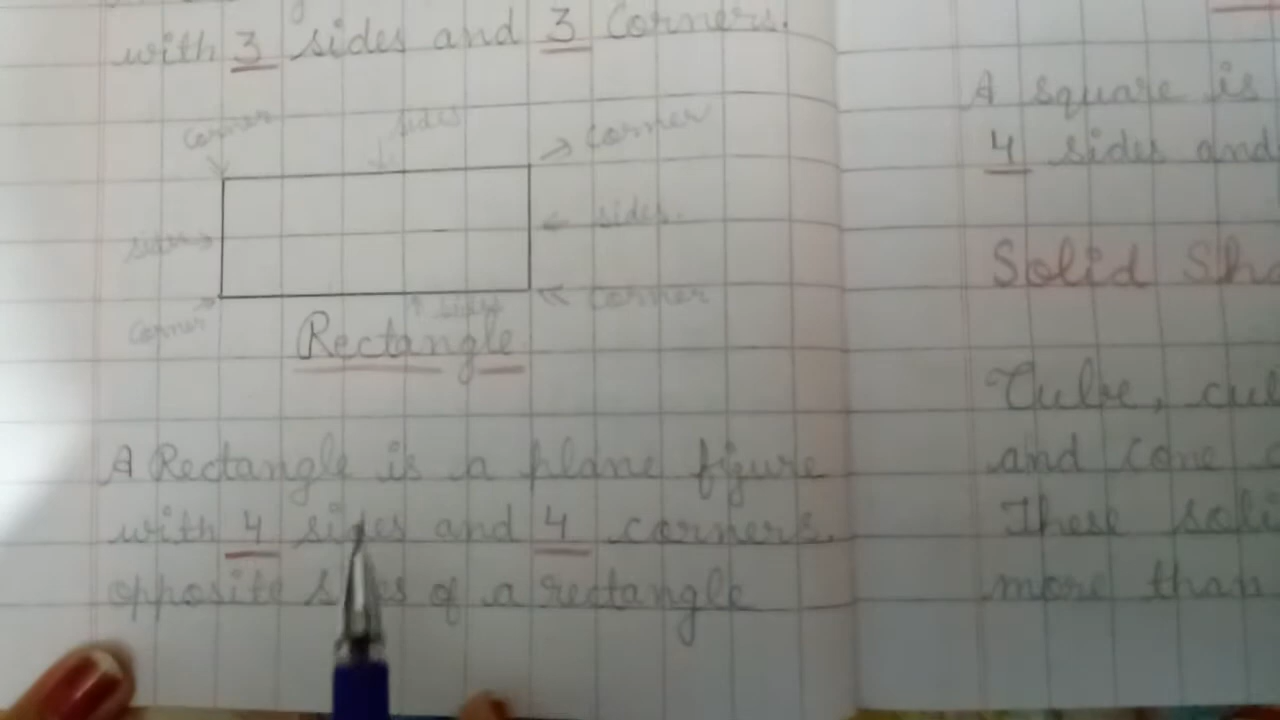 with 3 sides and 3 Corners.
corner
sides
corner
sides
sides.
corner
sides
corner
Rectangle
A Rectangle is a plane figure
with 4 sides and 4 corners.
opposite sides of a rectangle
A square is
4 sides and
Solid Sha
and Cone
These soli
more than